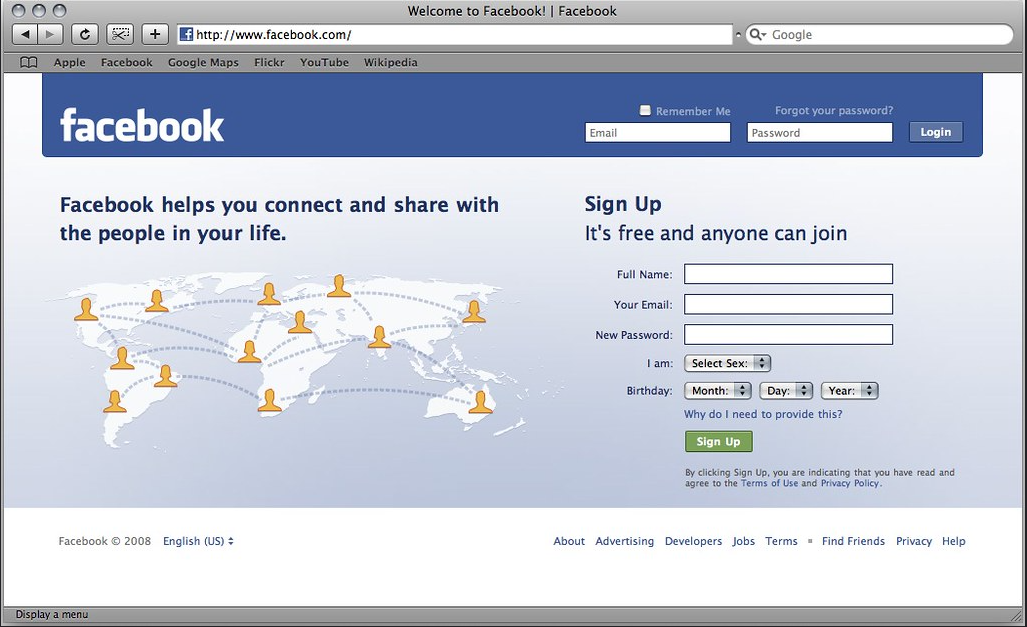 Welcome to Facebook! | Facebook
http://www.facebook.com/
Google
Apple Facebook Google Maps Flickr YouTube Wikipedia
facebook
Remember Me Forgot your password?
Email Password Login
Facebook helps you connect and share with
the people in your life.
Sign Up
It's free and anyone can join
Full Name:
Your Email:
New Password:
I am: Select Sex:
Birthday: Month: Day: Year:
Why do I need to provide this?
Sign Up
By clicking Sign Up, you are indicating that you have read and
agree to the Terms of Use and Privacy Policy.
Facebook © 2008 English (US)
About Advertising Developers Jobs Terms ▪ Find Friends Privacy Help
Display a menu